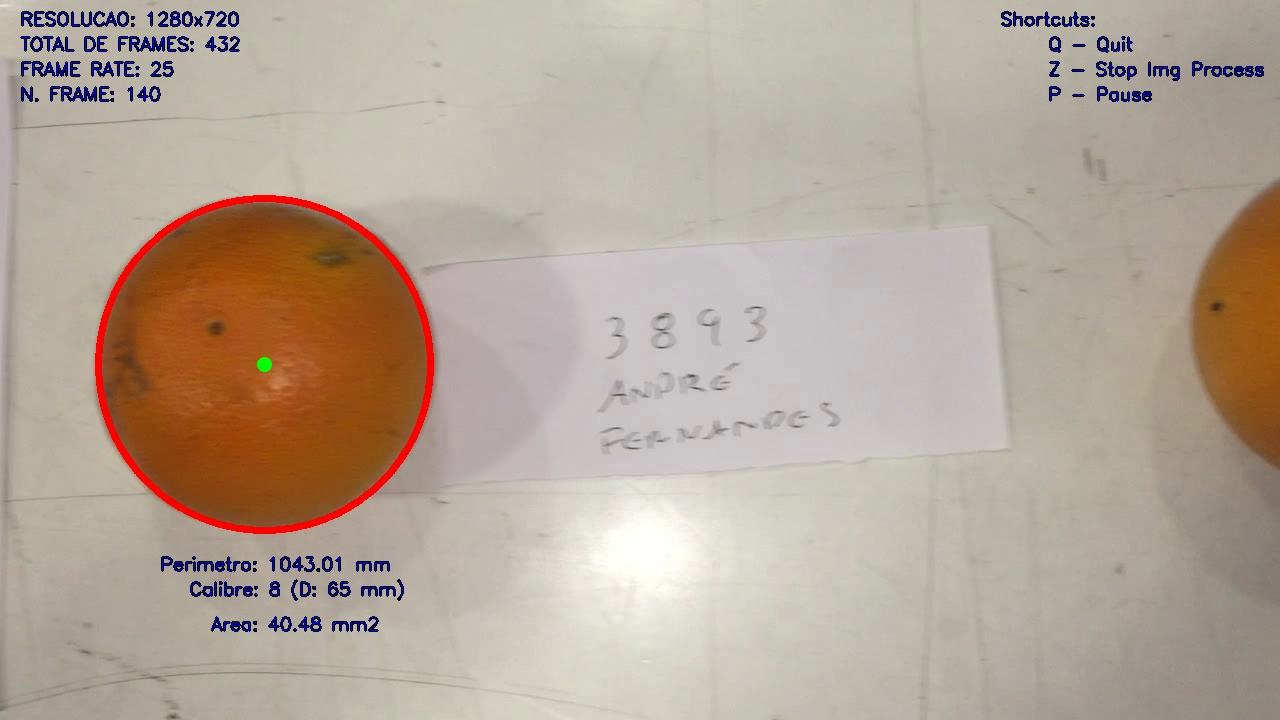 RESOLUCAO: 1280x720
TOTAL DE FRAMES: 432
FRAME RATE: 25
N. FRAME: 140
Shortcuts:
Q - Quit
Z - Stop Img Process
P - Pause
3893
ANDRÉ
FERNANDES
Perimetro: 1043.01 mm
Calibre: 8 (D: 65 mm)
Area: 40.48 mm2